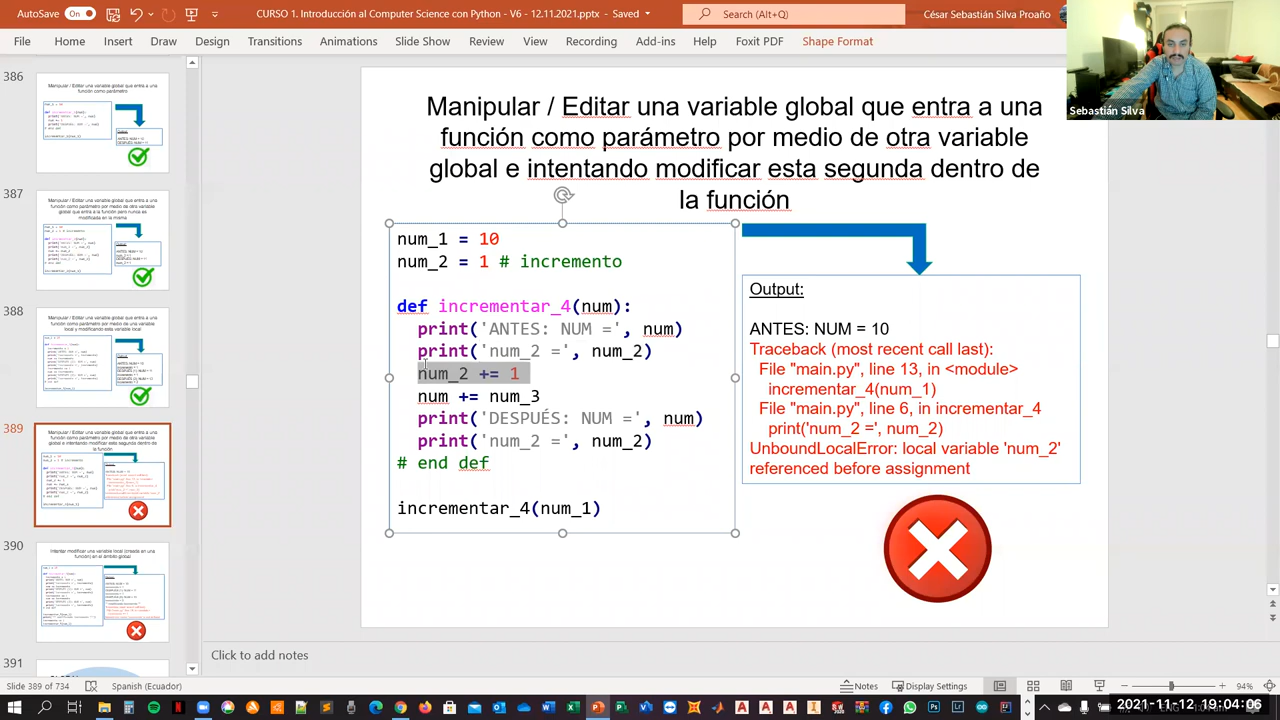 AutoSave On
CURSO 1. Introducción al Lenguaje de Programación - 12.11.2021.pptx - Saved
Search (Alt+Q)
César Sebastián Silva Proaño
File Home Insert Draw Design Transitions Animations Slide Show Review View Recording Add-ins Help Foxit PDF Shape Format
Sebastián Silva
386
387
388
389
390
391
Manipular / Editar una variable global que entra a una
función como parámetro por medio de otra variable
global e intentando modificar esta segunda dentro de
la función
num_1 = 10
num_2 = 1 # incremento
def incrementar_4(num):
print('ANTES: NUM =', num)
print('num_2 =', num_2)
num_2 += 1
num += num_3
print('DESPUÉS: NUM =', num)
print('num_2 =', num_2)
# end def
incrementar_4(num_1)
Output:
ANTES: NUM = 10
Traceback (most recent call last):
File "main.py", line 13, in <module>
incrementar_4(num_1)
File "main.py", line 6, in incrementar_4
print('num_2 =', num_2)
UnboundLocalError: local variable 'num_2'
referenced before assignment
Click to add notes
Slide 389 of 734 Spanish (Ecuador) Notes Display Settings 94%
2021-11-12 19:04:06